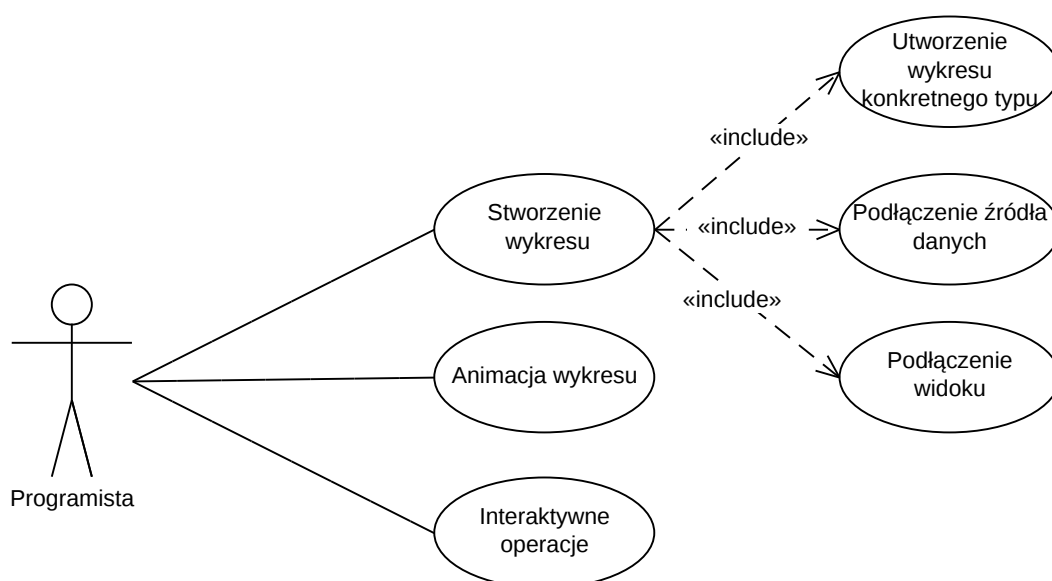 Utworzenie
wykresu
konkretnego typu
«include»
Stworzenie
wykresu
«include»
Podłączenie źródła
danych
«include»
Animacja wykresu
Podłączenie
widoku
Programista
Interaktywne
operacje